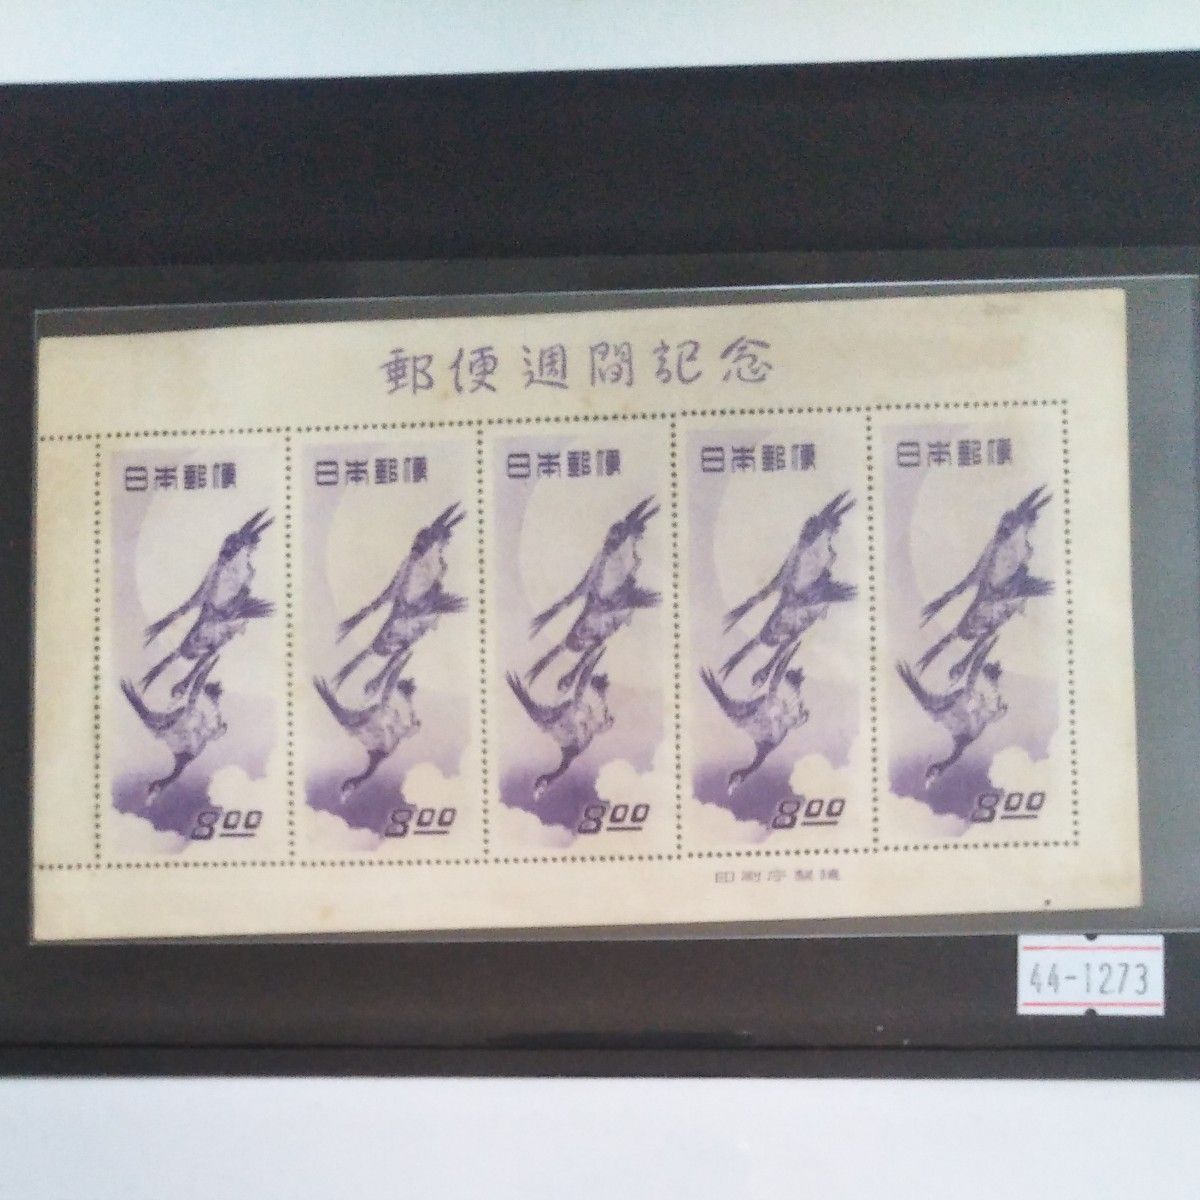 郵便週間記念
日本郵便 日本郵便 日本郵便 日本郵便 日本郵便
8.00 8.00 8.00 8.00 8.00
印刷庁製造
44-1273